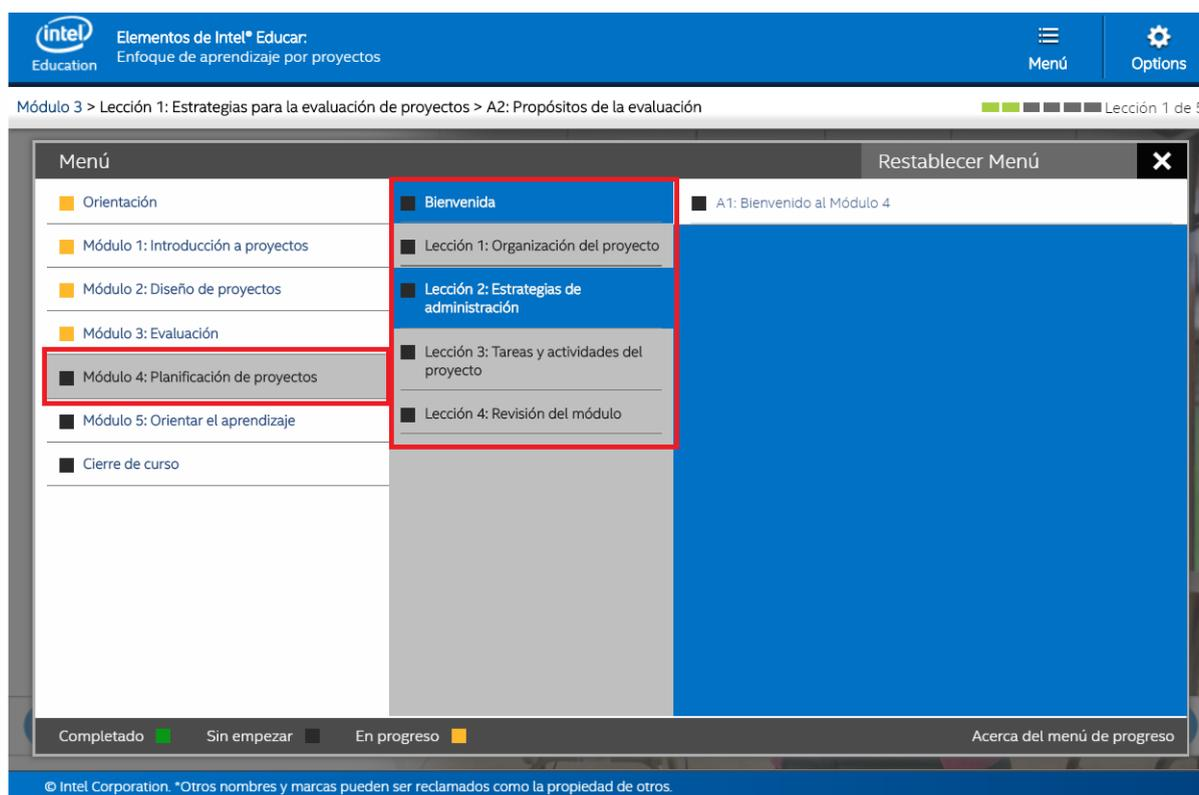 intel
Education
Elementos de Intel® Educar:
Enfoque de aprendizaje por proyectos
Menú
Options
Módulo 3 > Lección 1: Estrategias para la evaluación de proyectos > A2: Propósitos de la evaluación
Lección 1 de 5
Menú
Restablecer Menú
Orientación
Módulo 1: Introducción a proyectos
Módulo 2: Diseño de proyectos
Módulo 3: Evaluación
Módulo 4: Planificación de proyectos
Módulo 5: Orientar el aprendizaje
Cierre de curso
Bienvenida
Lección 1: Organización del proyecto
Lección 2: Estrategias de
administración
Lección 3: Tareas y actividades del
proyecto
Lección 4: Revisión del módulo
A1: Bienvenido al Módulo 4
Completado
Sin empezar
En progreso
Acerca del menú de progreso
© Intel Corporation. *Otros nombres y marcas pueden ser reclamados como la propiedad de otros.